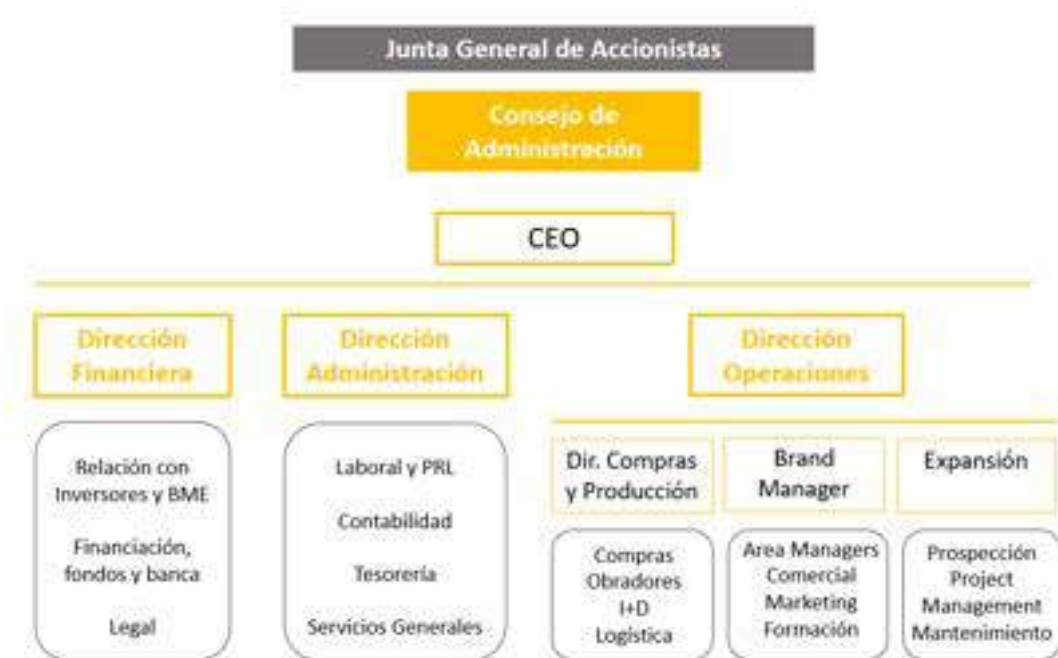 Junta General de Accionistas
Consejo de
Administración
CEO
Dirección
Financiera
Dirección
Administración
Dirección
Operaciones
Relación con
Inversores y BME
Financiación,
fondos y banca
Legal
Laboral y PRL
Contabilidad
Tesorería
Servicios Generales
Dir. Compras
y Producción
Brand
Manager
Expansión
Compras
Obradores
I+D
Logística
Area Managers
Comercial
Marketing
Formación
Prospección
Project
Management
Mantenimiento